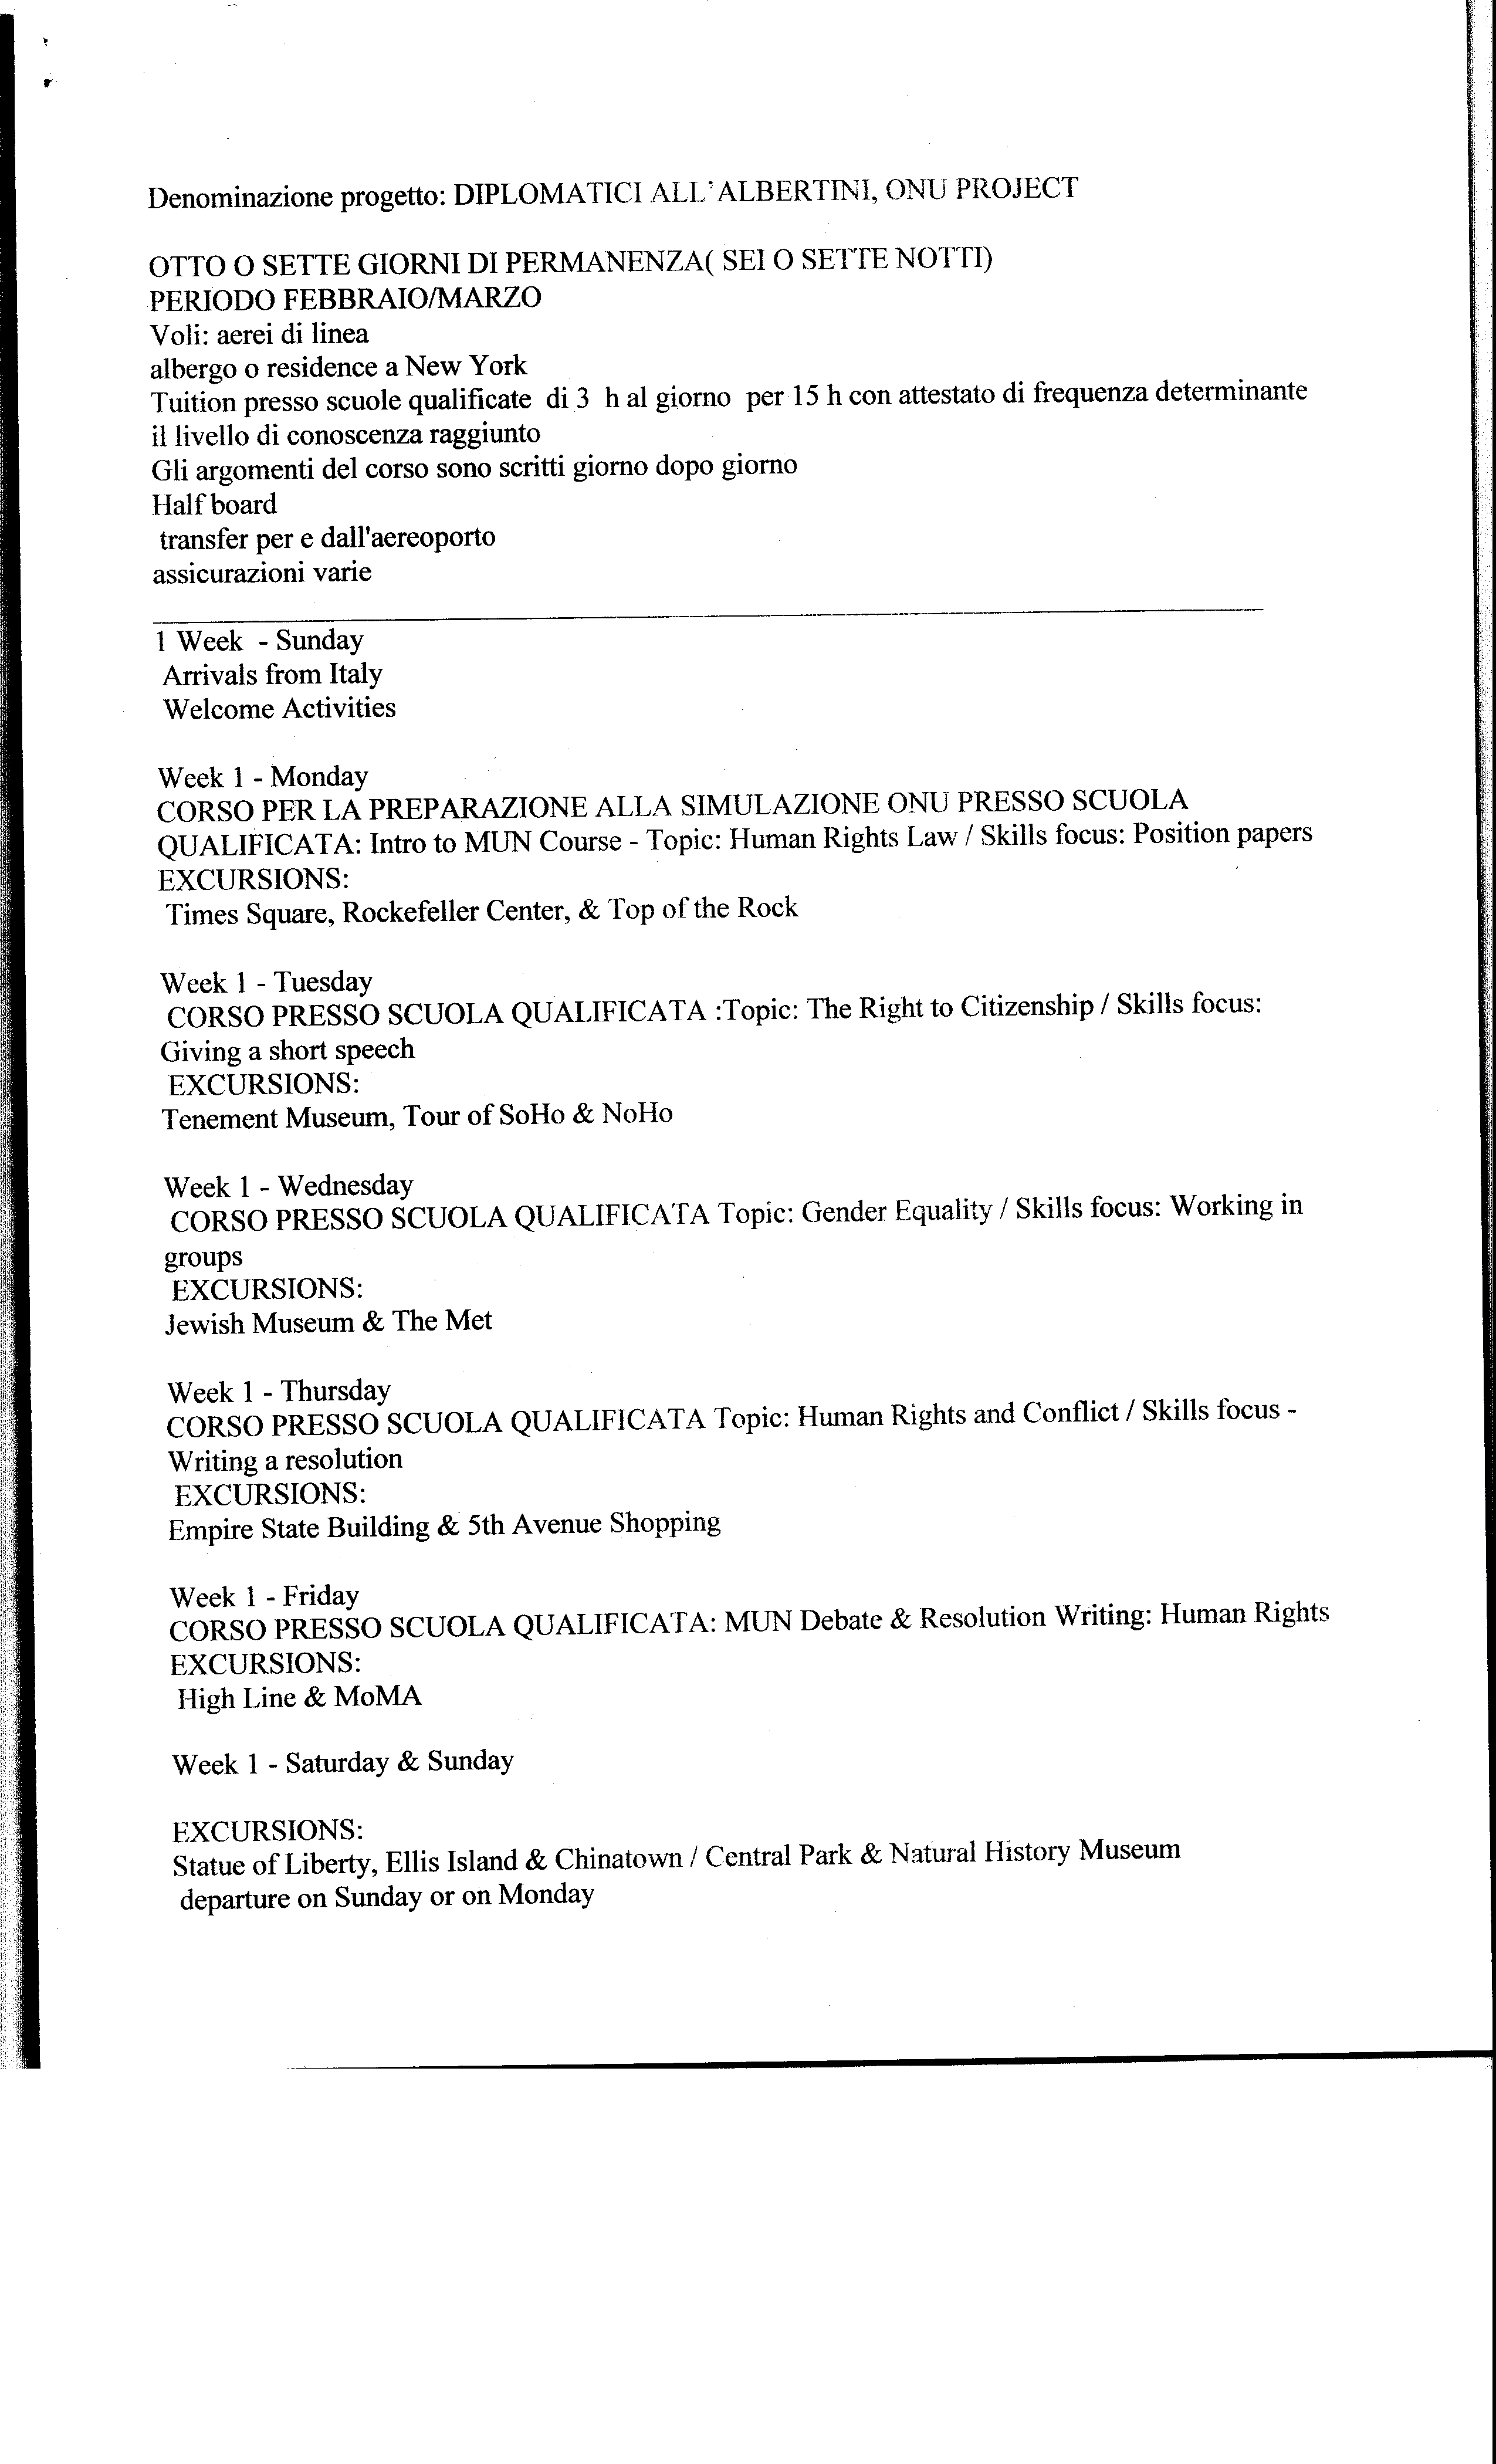 Denominazione progetto: DIPLOMATICI ALL'ALBERTINI, ONU PROJECT
OTTO O SETTE GIORNI DI PERMANENZA( SEI O SETTE NOTTI)
PERIODO FEBBRAIO/MARZO
Voli: aerei di linea
albergo o residence a New York
Tuition presso scuole qualificate di 3 h al giorno per 15 h con attestato di frequenza determinante
il livello di conoscenza raggiunto
Gli argomenti del corso sono scritti giorno dopo giorno
Half board
transfer per e dall'aereoporto
assicurazioni varie
1 Week - Sunday
Arrivals from Italy
Welcome Activities
Week 1 - Monday
CORSO PER LA PREPARAZIONE ALLA SIMULAZIONE ONU PRESSO SCUOLA
QUALIFICATA: Intro to MUN Course - Topic: Human Rights Law / Skills focus: Position papers
EXCURSIONS:
Times Square, Rockefeller Center, & Top of the Rock
Week 1 - Tuesday
CORSO PRESSO SCUOLA QUALIFICATA :Topic: The Right to Citizenship / Skills focus:
Giving a short speech
EXCURSIONS:
Tenement Museum, Tour of SoHo & NoHo
Week 1 - Wednesday
CORSO PRESSO SCUOLA QUALIFICATA Topic: Gender Equality / Skills focus: Working in
groups
EXCURSIONS:
Jewish Museum & The Met
Week 1 - Thursday
CORSO PRESSO SCUOLA QUALIFICATA Topic: Human Rights and Conflict / Skills focus -
Writing a resolution
EXCURSIONS:
Empire State Building & 5th Avenue Shopping
Week 1 - Friday
CORSO PRESSO SCUOLA QUALIFICATA: MUN Debate & Resolution Writing: Human Rights
EXCURSIONS:
High Line & MoMA
Week 1 - Saturday & Sunday
EXCURSIONS:
Statue of Liberty, Ellis Island & Chinatown / Central Park & Natural History Museum
departure on Sunday or on Monday